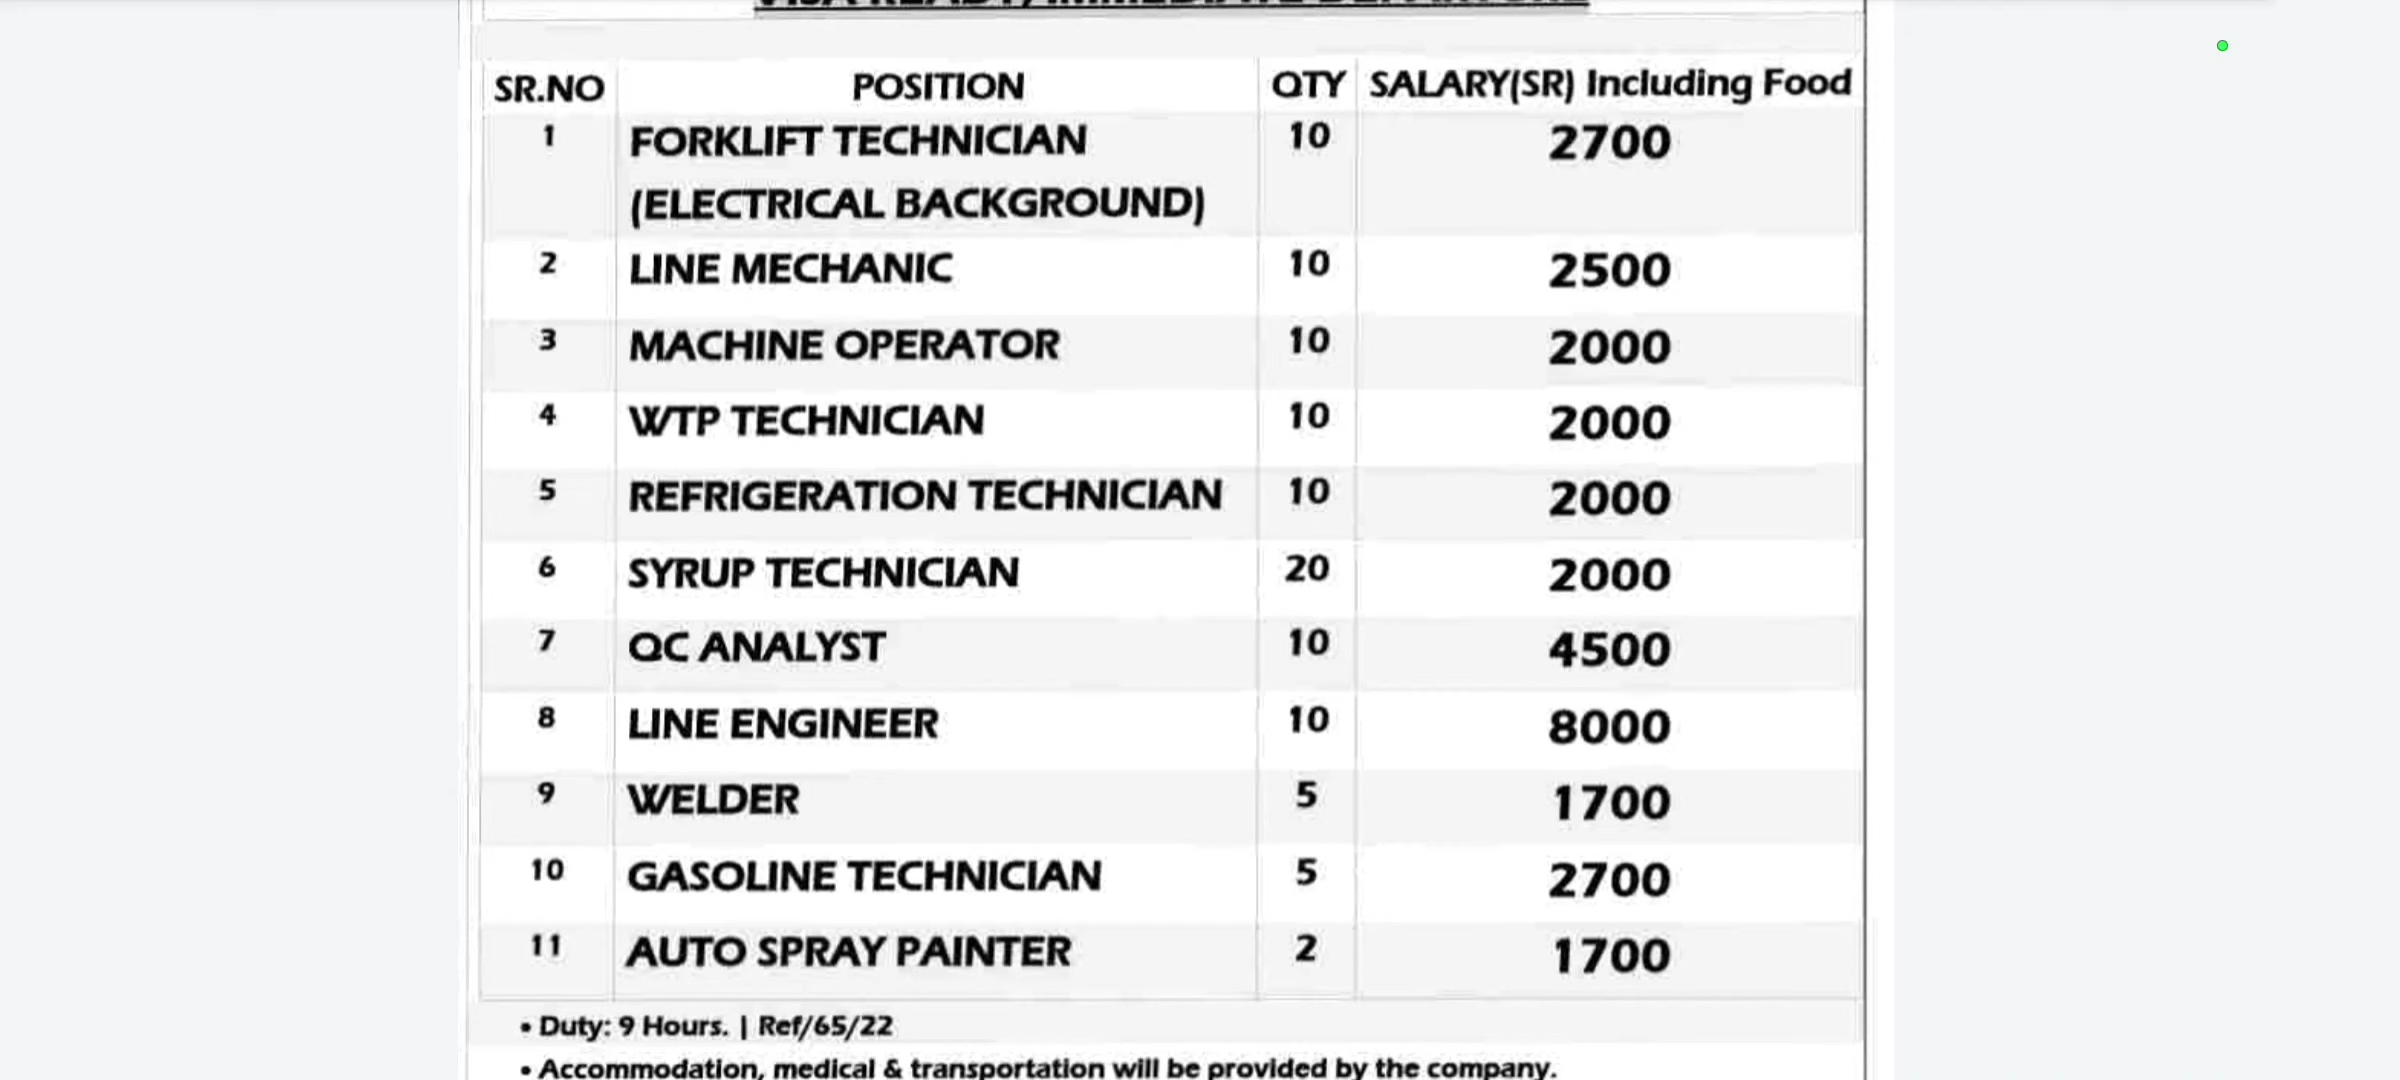 VISA READY/IMMEDIATE DEPARTURE
SR.NO POSITION QTY SALARY(SR) Including Food
1 FORKLIFT TECHNICIAN 10 2700
(ELECTRICAL BACKGROUND)
2 LINE MECHANIC 10 2500
3 MACHINE OPERATOR 10 2000
4 WTP TECHNICIAN 10 2000
5 REFRIGERATION TECHNICIAN 10 2000
6 SYRUP TECHNICIAN 20 2000
7 QC ANALYST 10 4500
8 LINE ENGINEER 10 8000
9 WELDER 5 1700
10 GASOLINE TECHNICIAN 5 2700
11 AUTO SPRAY PAINTER 2 1700
• Duty: 9 Hours. | Ref/65/22
• Accommodation, medical & transportation will be provided by the company.